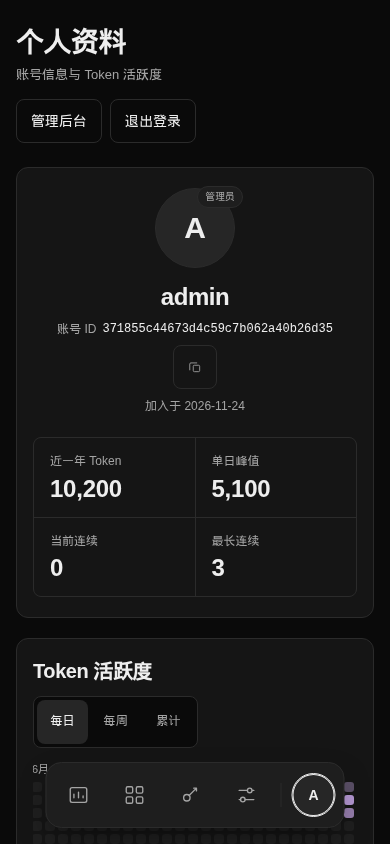 个人资料
账号信息与 Token 活跃度
管理后台
退出登录
管理员
A
admin
账号 ID 371855c44673d4c59c7b062a40b26d35
加入于 2026-11-24
近一年 Token
10,200
单日峰值
5,100
当前连续
0
最长连续
3
Token 活跃度
每日
每周
累计
6月
A